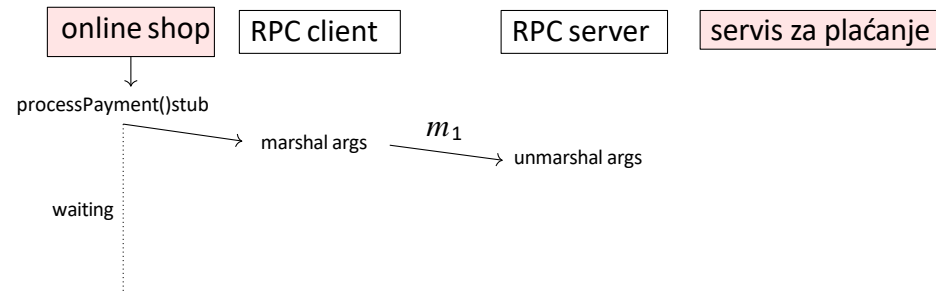 online shop
RPC client
RPC server
servis za plaćanje
processPayment()stub
marshal args
m1
unmarshal args
waiting